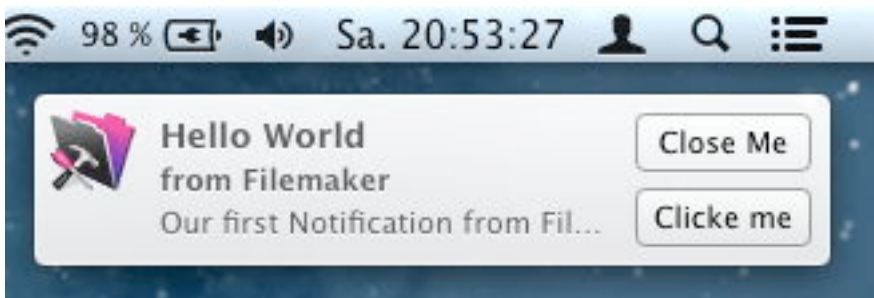 98 % Sa. 20:53:27
Hello World
from Filemaker
Our first Notification from Fil...
Close Me
Clicke me